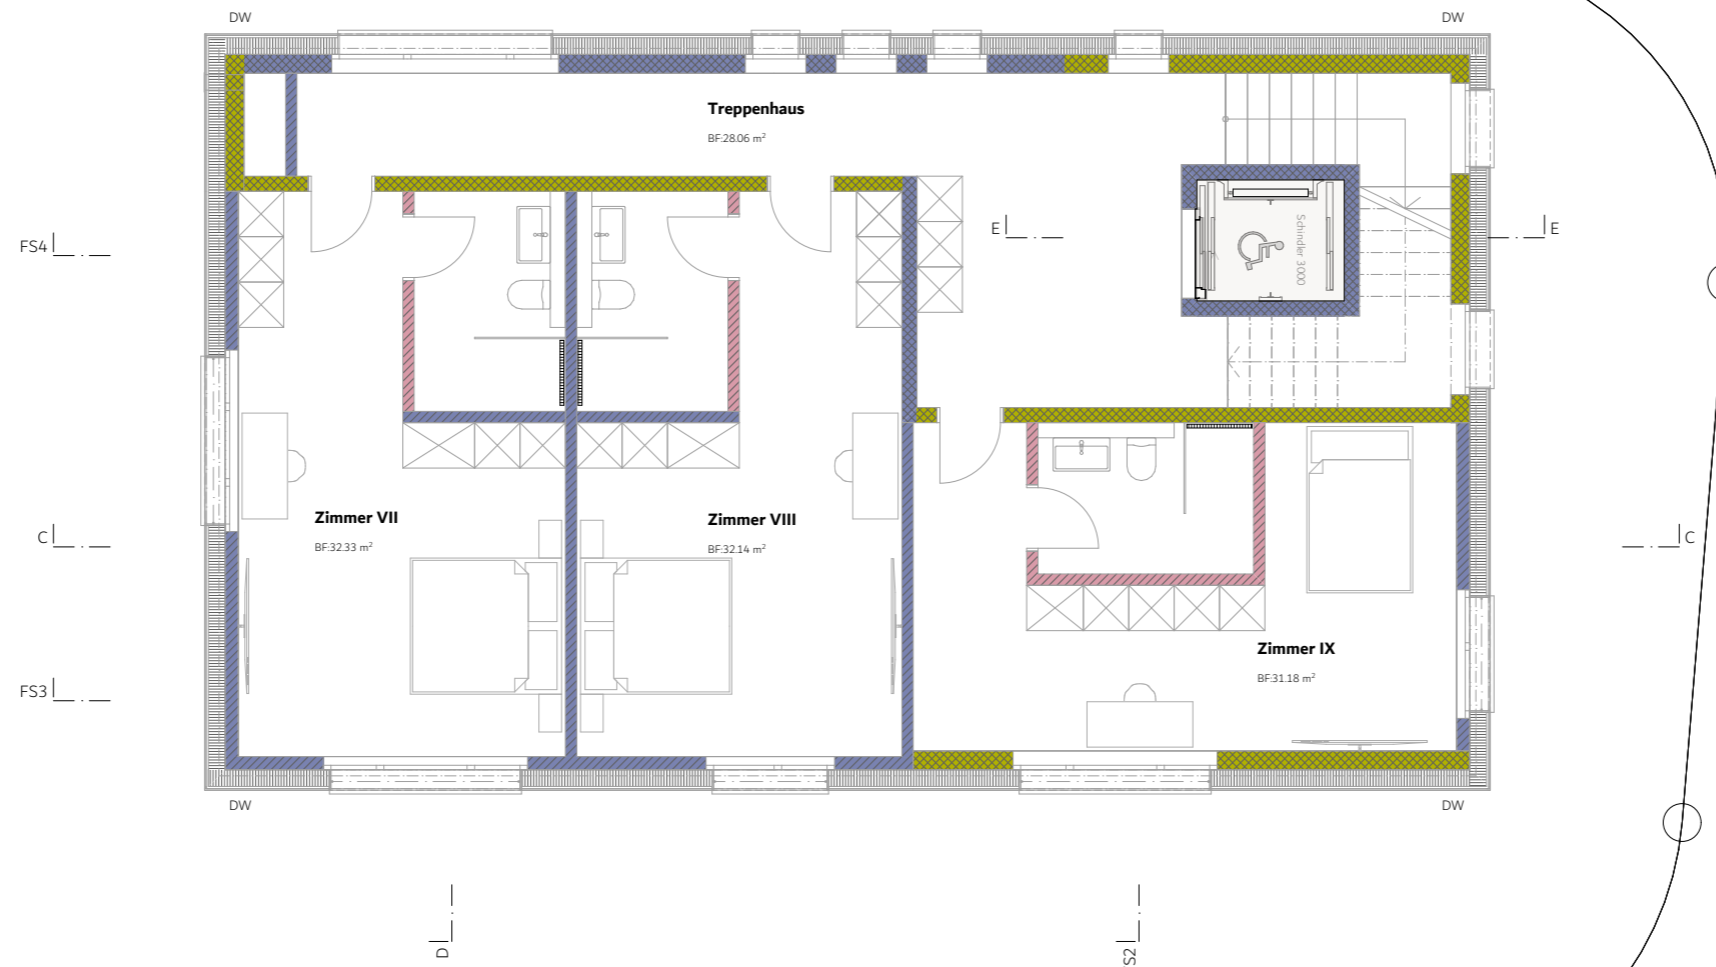 DW
DW
Treppenhaus
BF:28.06 m²
E
E
FS4
Schindler 3000
Zimmer VII
BF:32.33 m²
Zimmer VIII
BF:32.14 m²
C
C
Zimmer IX
BF:31.18 m²
FS3
DW
DW
D
S2